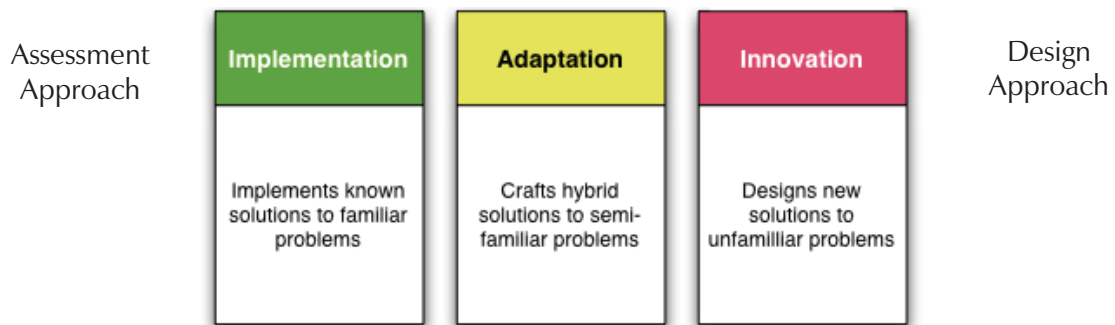 Assessment
Approach
Implementation
Implements known
solutions to familiar
problems
Adaptation
Crafts hybrid
solutions to semi-
familiar problems
Innovation
Designs new
solutions to
unfamilliar problems
Design
Approach